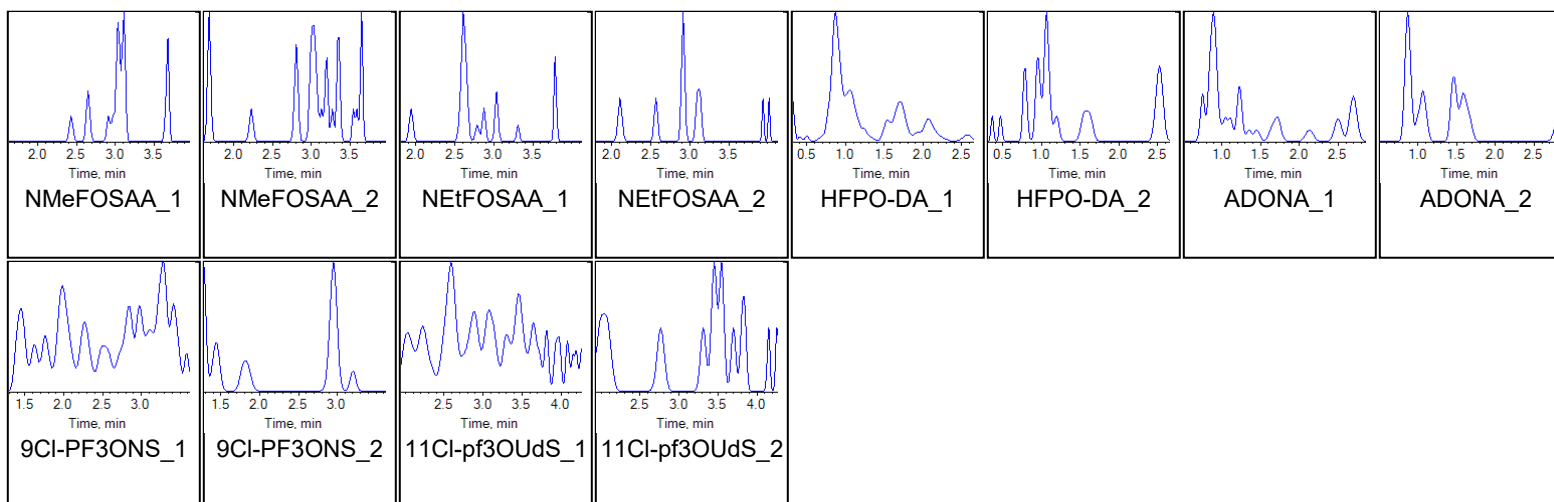 2.0 2.5 3.0 3.5 2.0 2.5 3.0 3.5 2.0 2.5 3.0 3.5 2.0 2.5 3.0 3.5 0.5 1.0 1.5 2.0 2.5 0.5 1.0 1.5 2.0 2.5 1.0 1.5 2.0 2.5 1.0 1.5 2.0 2.5
Time, min Time, min Time, min Time, min Time, min Time, min Time, min Time, min
NMeFOSAA_1 NMeFOSAA_2 NEtFOSAA_1 NEtFOSAA_2 HFPO-DA_1 HFPO-DA_2 ADONA_1 ADONA_2
1.5 2.0 2.5 3.0 1.5 2.0 2.5 3.0 2.5 3.0 3.5 4.0 2.5 3.0 3.5 4.0
Time, min Time, min Time, min Time, min
9Cl-PF3ONS_1 9Cl-PF3ONS_2 11Cl-pf3OUdS_1 11Cl-pf3OUdS_2